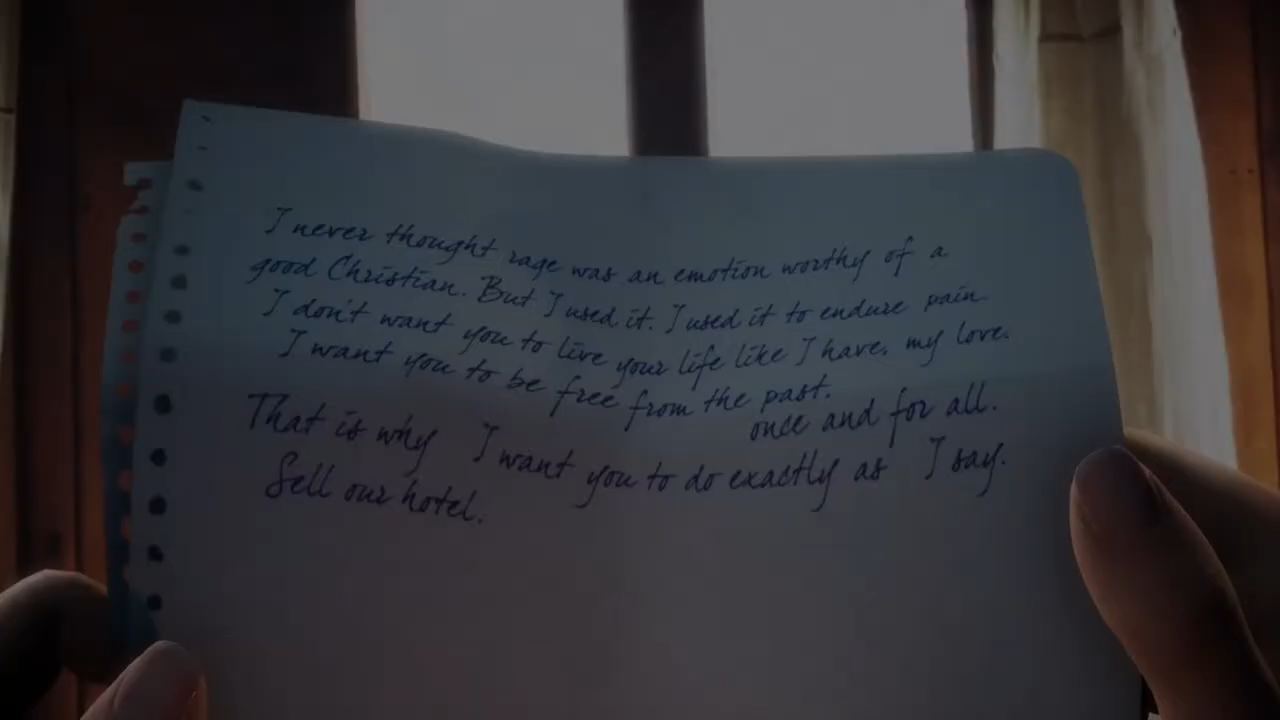 I never thought rage was an emotion worthy of a
good Christian. But I used it. I used it to endure pain.
I don't want you to live your life like I have, my love.
I want you to be free from the past.
once and for all.
That is why I want you to do exactly as I say.
Sell our hotel.